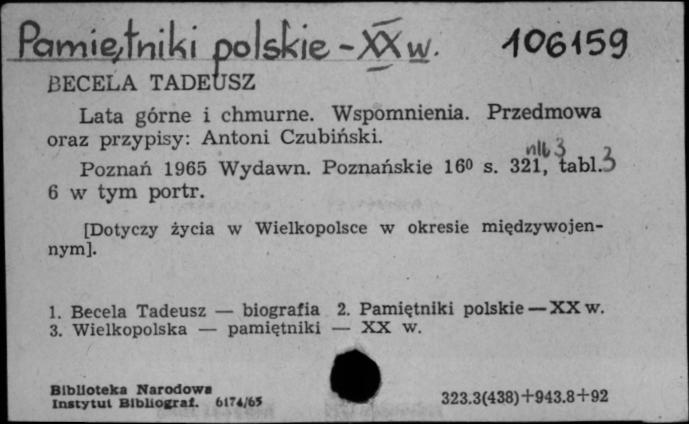 Pamiętniki polskie - XX w. 106159
BECELA TADEUSZ
Lata górne i chmurne. Wspomnienia. Przedmowa
oraz przypisy: Antoni Czubiński.
nlb 3
Poznań 1965 Wydawn. Poznańskie 16⁰ s. 321, tabl. 3
6 w tym portr.
[Dotyczy życia w Wielkopolsce w okresie międzywojen-
nym].
1. Becela Tadeusz — biografia 2. Pamiętniki polskie — XX w.
3. Wielkopolska — pamiętniki — XX w.
Biblioteka Narodowa
Instytut Bibliograf. 6174/65
323.3(438)+943.8+92